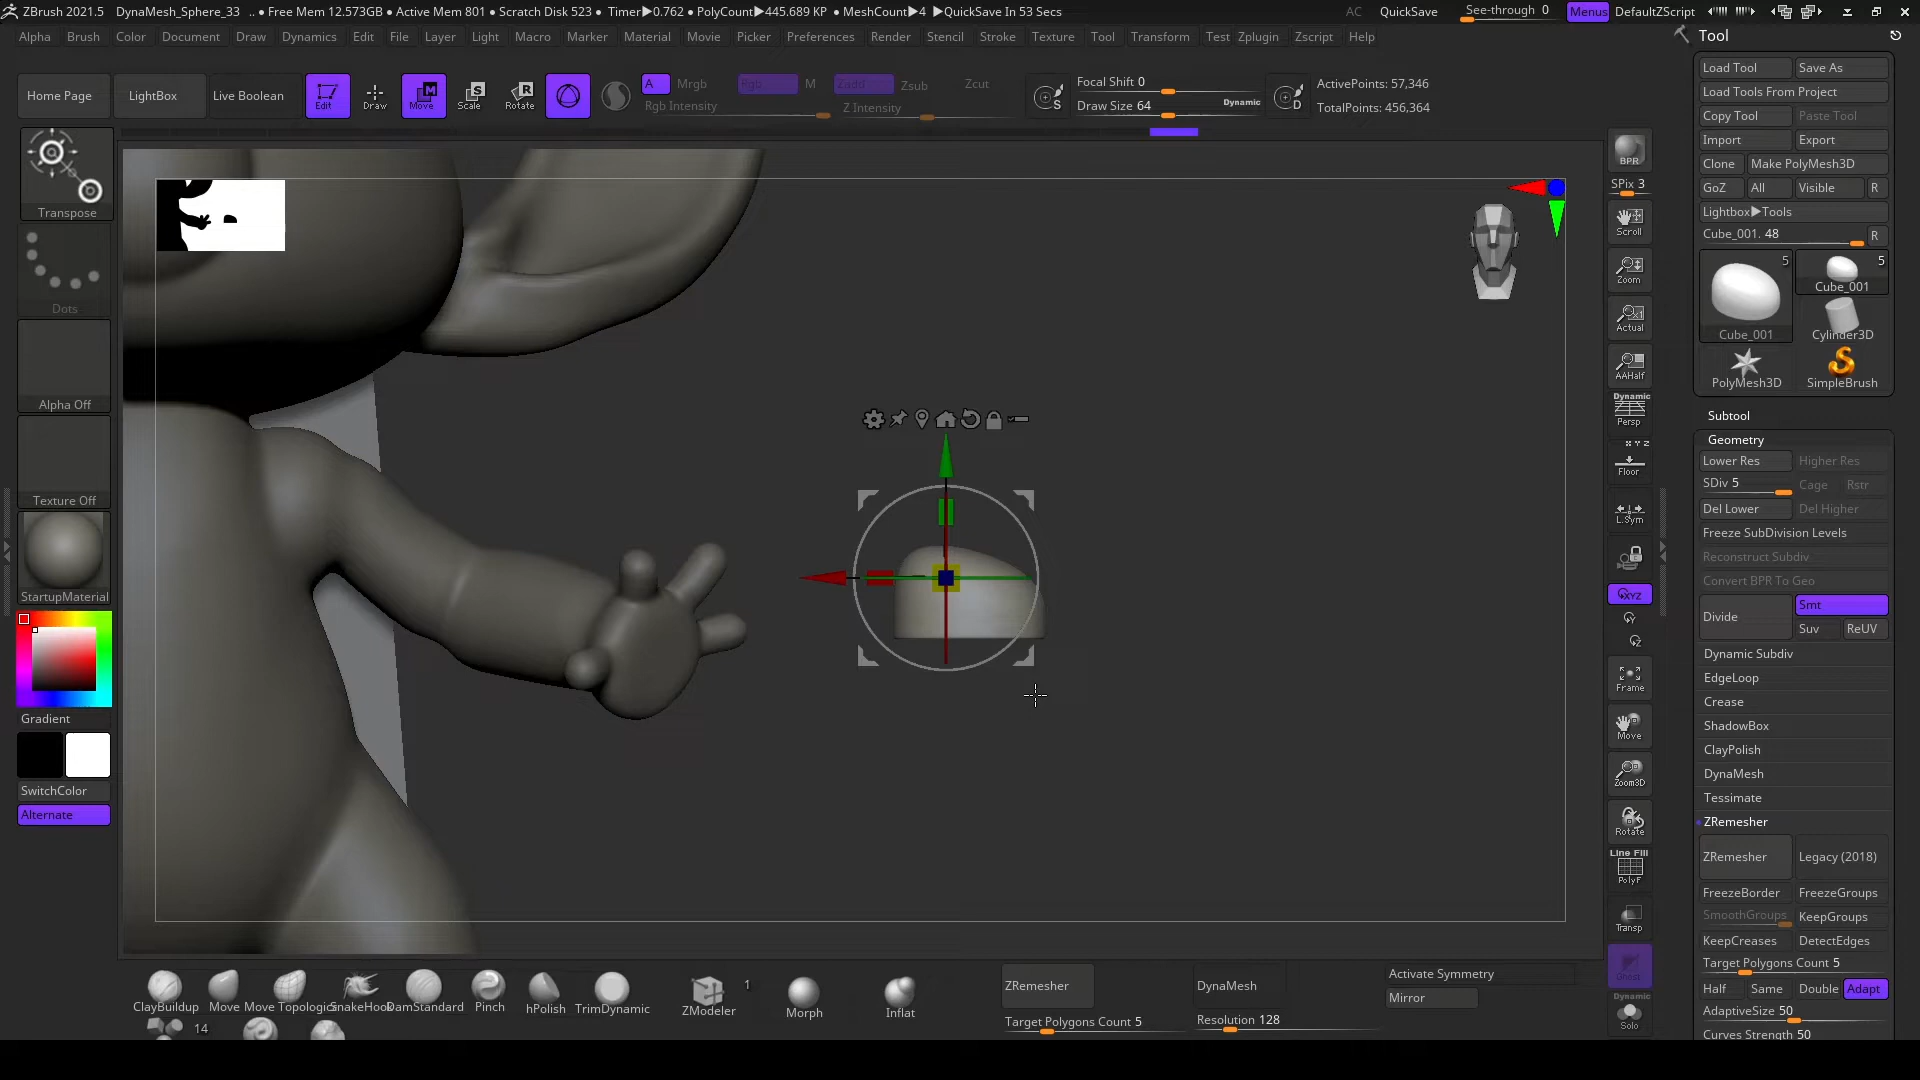 ZBrush 2021.5 DynaMesh_Sphere_33 .. • Free Mem 12.573GB • Active Mem 801 • Scratch Disk 523 • Timer▶0.762 • PolyCount▶445.689 KP • MeshCount▶4 ▶QuickSave In 53 Secs AC QuickSave See-through 0 Menus DefaultZScript
Alpha Brush Color Document Draw Dynamics Edit File Layer Light Macro Marker Material Movie Picker Preferences Render Stencil Stroke Texture Tool Transform Test Zplugin Zscript Help
Home Page LightBox Live Boolean Edit Draw Move Scale Rotate
A Mrgb Rgb M Zadd Zsub Zcut
Rgb Intensity Z Intensity
Focal Shift 0
Draw Size 64 Dynamic
ActivePoints: 57,346
TotalPoints: 456,364
Transpose
Dots
Alpha Off
Texture Off
StartupMaterial
Gradient
SwitchColor
Alternate
BPR
SPix 3
Scroll
Zoom
Actual
AAHalf
Dynamic
Persp
X Y Z
Floor
L.Sym
XYZ
Y
Z
Frame
Move
Zoom3D
Rotate
Line Fill
PolyF
Transp
Ghost
Dynamic
Solo
Tool
Load Tool Save As
Load Tools From Project
Copy Tool Paste Tool
Import Export
Clone Make PolyMesh3D
GoZ All Visible R
Lightbox▶Tools
Cube_001. 48 R
5 5
Cube_001
Cube_001 Cylinder3D
PolyMesh3D SimpleBrush
Subtool
Geometry
Lower Res Higher Res
SDiv 5 Cage Rstr
Del Lower Del Higher
Freeze SubDivision Levels
Reconstruct Subdiv
Convert BPR To Geo
Divide Smt
Suv ReUV
Dynamic Subdiv
EdgeLoop
Crease
ShadowBox
ClayPolish
DynaMesh
Tessimate
ZRemesher
ZRemesher Legacy (2018)
FreezeBorder FreezeGroups
SmoothGroups KeepGroups
KeepCreases DetectEdges
Target Polygons Count 5
Half Same Double Adapt
AdaptiveSize 50
Curves Strength 50
ClayBuildup Move Move Topologic SnakeHook DamStandard Pinch hPolish TrimDynamic ZModeler 1 Morph Inflat
14
ZRemesher
Target Polygons Count 5
DynaMesh
Resolution 128
Activate Symmetry
Mirror